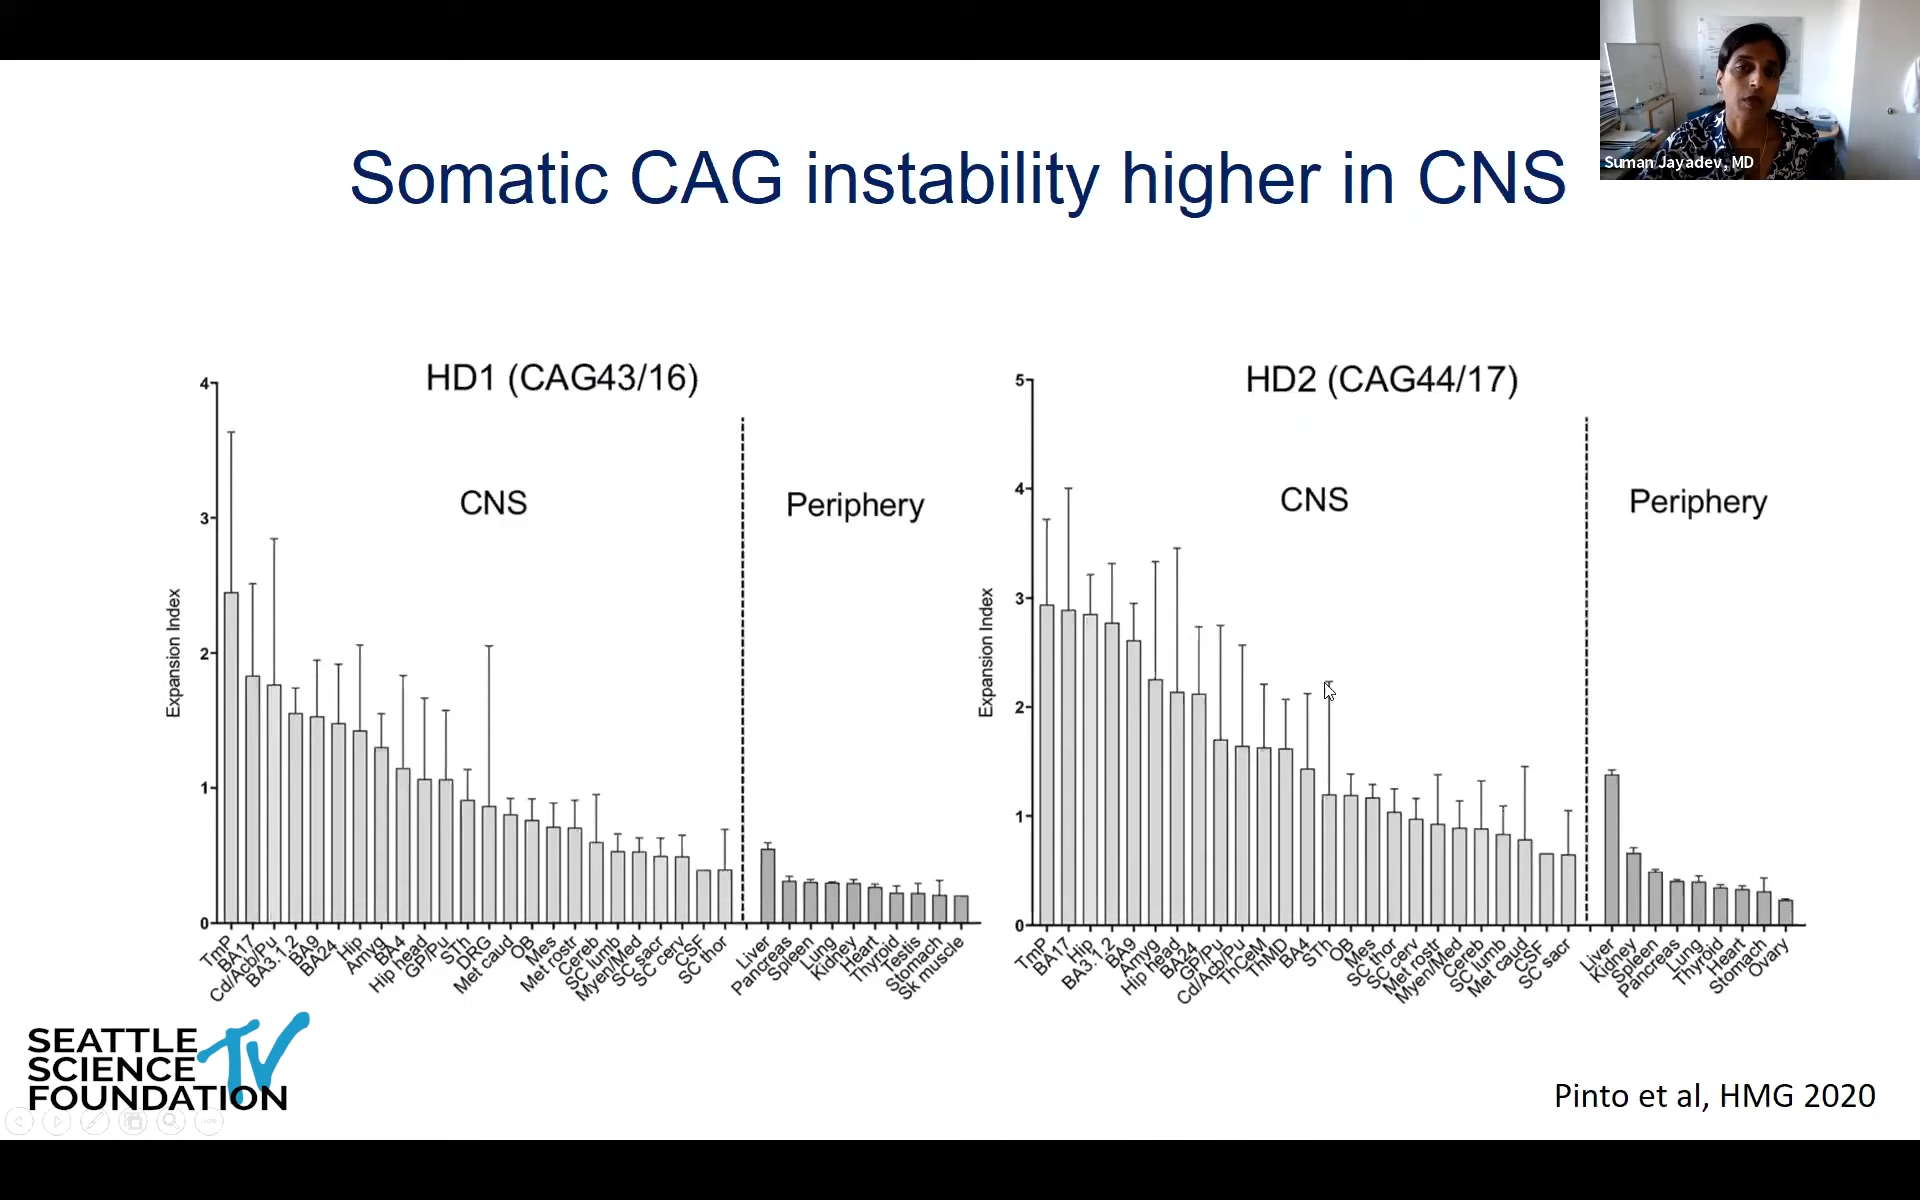 Suman Jayadev, MD
Somatic CAG instability higher in CNS
HD1 (CAG43/16)
4
3
2
1
0
Expansion Index
CNS
Periphery
TmP
BA17
Cd/Acb/Pu
BA3.1.2
BA9
BA24
Hip
Amyg
BA4
Hip head
GP/Pu
STh
DRG
Met caud
OB
Mes
Met rostr
Cereb
SC lumb
Myen/Med
SC sacr
SC cerv
CSF
SC thor
Liver
Pancreas
Spleen
Lung
Kidney
Heart
Thyroid
Testis
Stomach
Sk muscle
HD2 (CAG44/17)
5
4
3
2
1
0
Expansion Index
CNS
Periphery
TmP
BA17
Hip
BA3.1.2
BA9
Amyg
Hip head
BA24
GP/Pu
Cd/Acb/Pu
ThCeM
ThMD
BA4
STh
OB
Mes
SC thor
SC cerv
Met rostr
Myen/Med
Cereb
SC lumb
Met caud
CSF
SC sacr
Liver
Kidney
Spleen
Pancreas
Lung
Thyroid
Heart
Stomach
Ovary
SEATTLE
SCIENCE TV
FOUNDATION
Pinto et al, HMG 2020